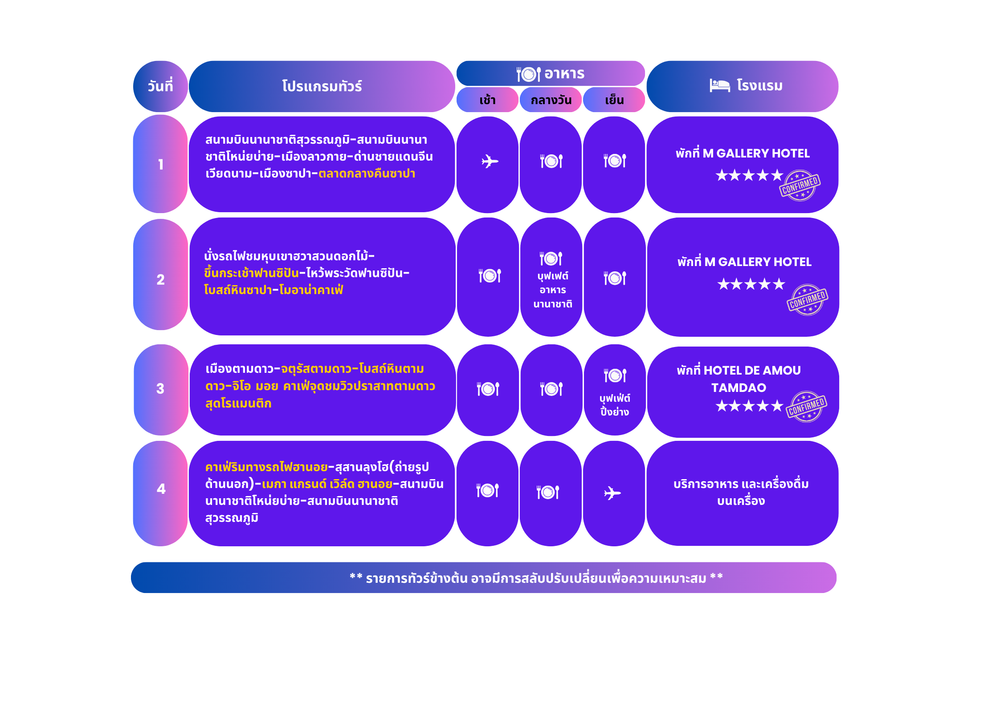 วันที่
โปรแกรมทัวร์
อาหาร
เช้า
กลางวัน
เย็น
โรงแรม
1
สนามบินนานาชาติสุวรรณภูมิ-สนามบินนานา
ชาติโหน่ยบ่าย-เมืองลาวกาย-ด่านชายแดนจีน
เวียดนาม-เมืองซาปา-ตลาดกลางคืนซาปา
พักที่ M GALLERY HOTEL
CONFIRMED
2
นั่งรถไฟชมหุบเขาฮวาสวนดอกไม้-
ขึ้นกระเช้าฟานซิปัน-ไหว้พระวัดฟานซิปัน-
โบสถ์หินซาปา-โมอาน่าคาเฟ่
บุฟเฟต์
อาหาร
นานาชาติ
พักที่ M GALLERY HOTEL
CONFIRMED
3
เมืองตามดาว-จตุรัสตามดาว-โบสถ์หินตาม
ดาว-จิโอ มอย คาเฟ่จุดชมวิวปราสาทตามดาว
สุดโรแมนติก
บุฟเฟ่ต์
ปิ้งย่าง
พักที่ HOTEL DE AMOU
TAMDAO
CONFIRMED
4
คาเฟ่ริมทางรถไฟฮานอย-สุสานลุงโฮ(ถ่ายรูป
ด้านนอก)-เมกา แกรนด์ เวิล์ด ฮานอย-สนามบิน
นานาชาติโหน่ยบ่าย-สนามบินนานาชาติ
สุวรรณภูมิ
บริการอาหาร และเครื่องดื่ม
บนเครื่อง
** รายการทัวร์ข้างต้น อาจมีการสลับปรับเปลี่ยนเพื่อความเหมาะสม **